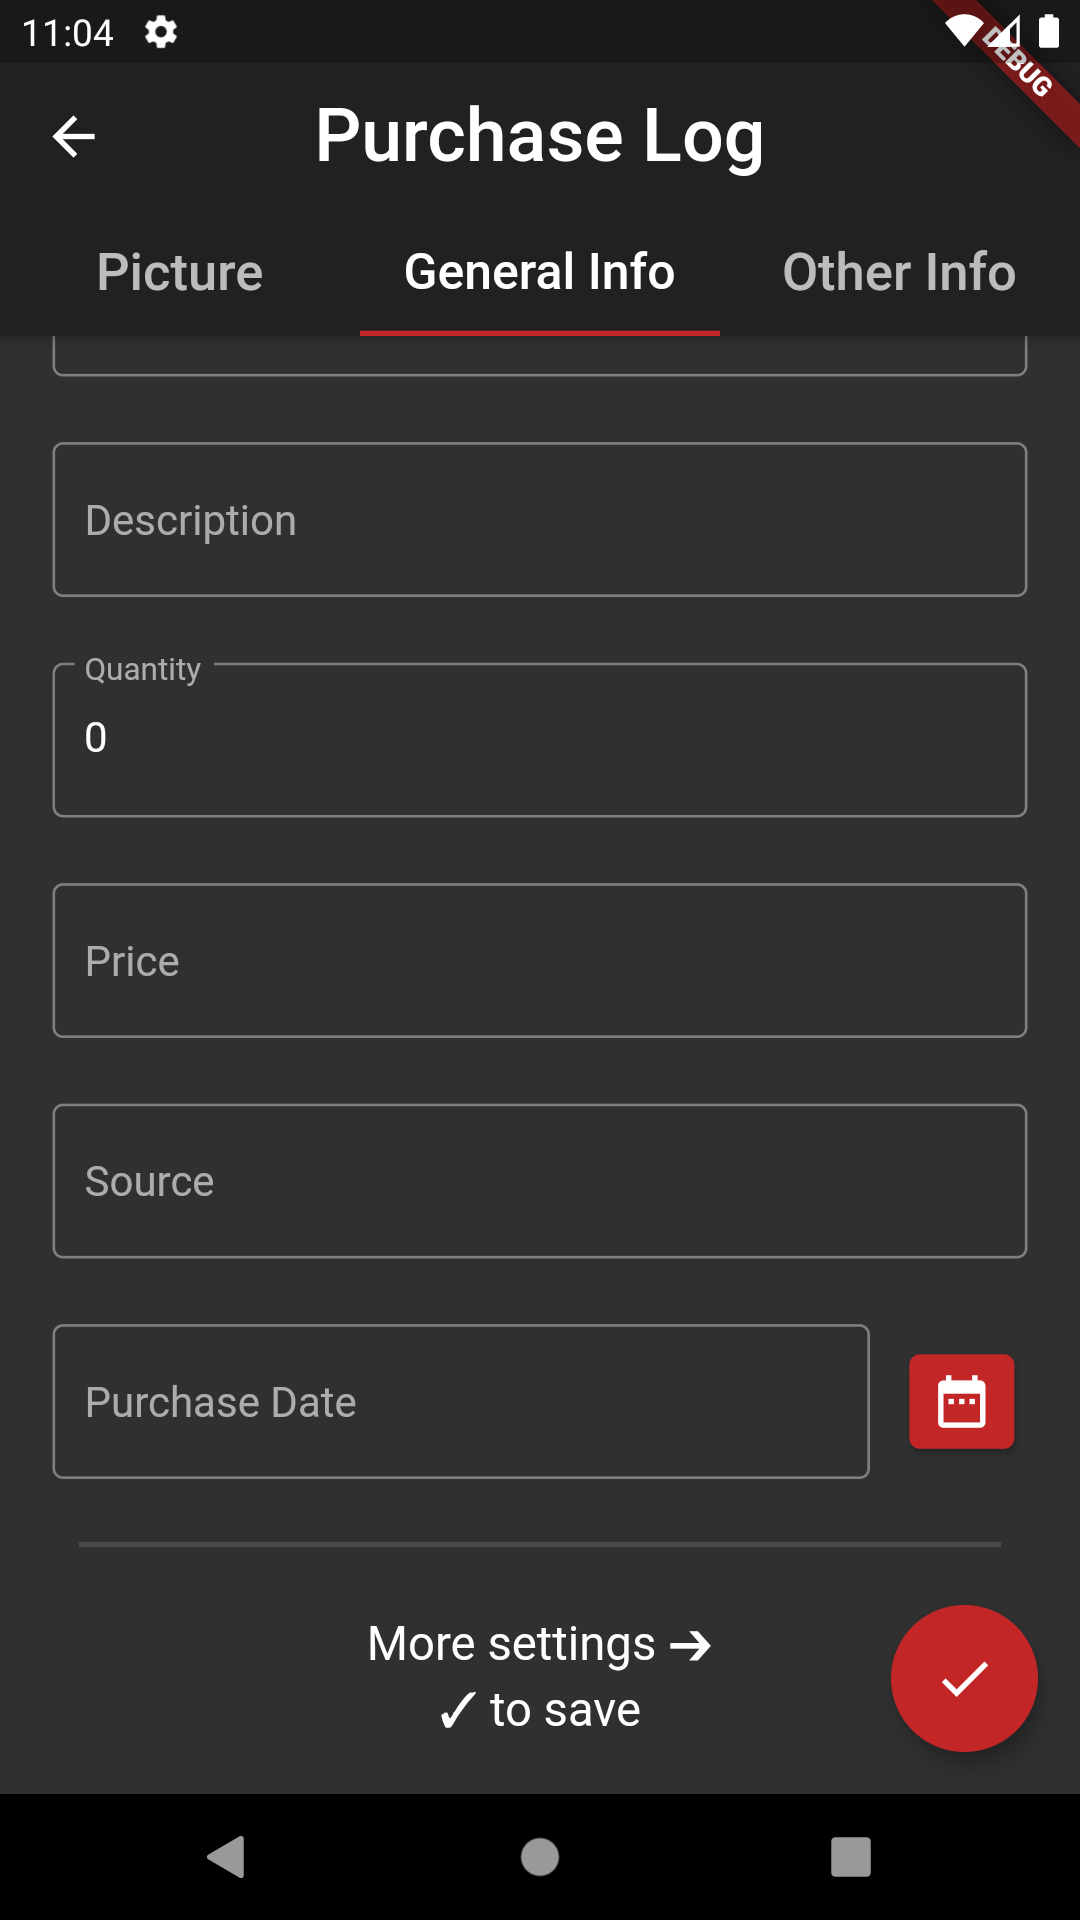 11:04
DEBUG
Purchase Log
Picture General Info Other Info
Description
Quantity
0
Price
Source
Purchase Date
More settings ➔
✓ to save